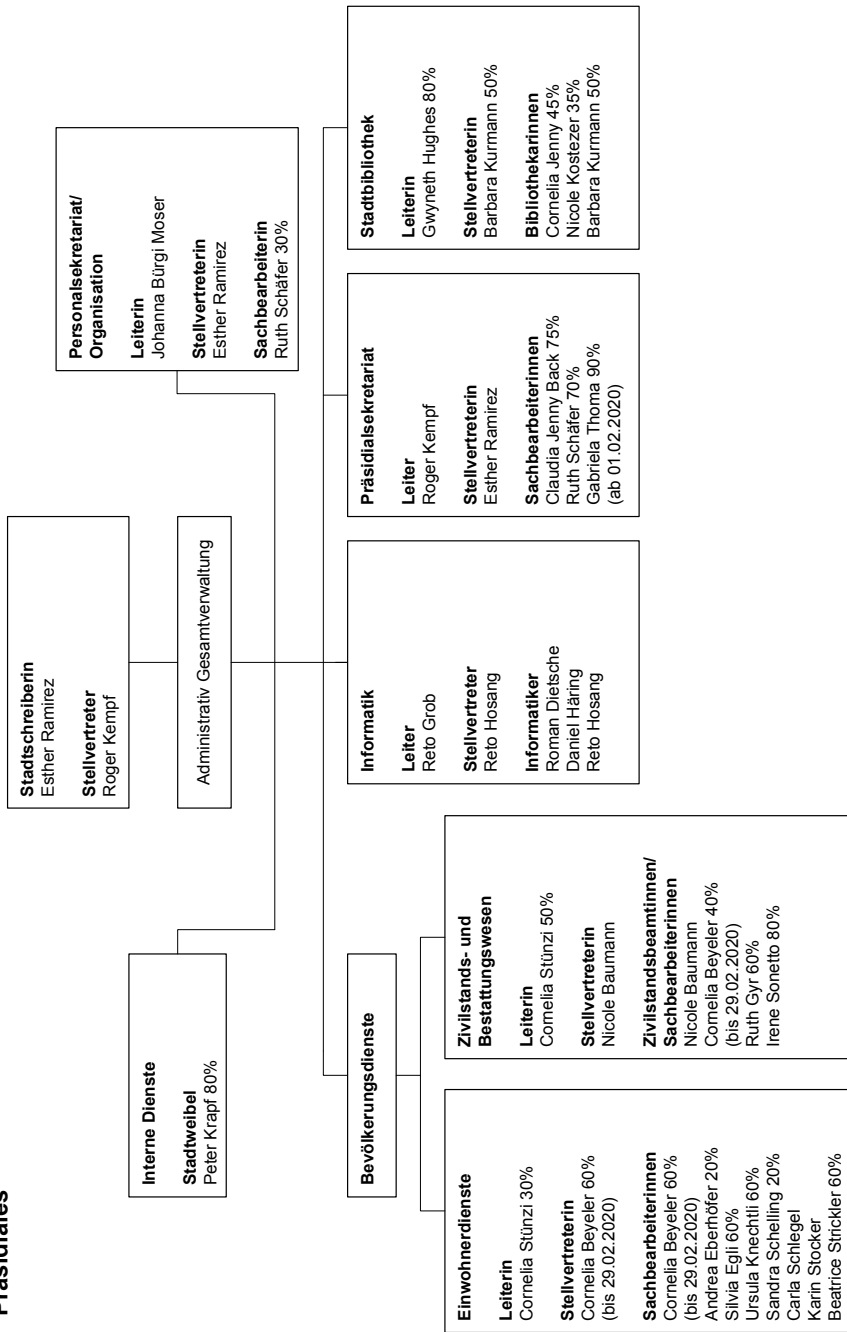 Präsidiales
Stadtschreiberin
Esther Ramirez
Stellvertreter
Roger Kempf
Administrativ Gesamtverwaltung
Interne Dienste
Stadtweibel
Peter Krapf 80%
Personalsekretariat/
Organisation
Leiterin
Johanna Bürgi Moser
Stellvertreterin
Esther Ramirez
Sachbearbeiterin
Ruth Schäfer 30%
Bevölkerungsdienste
Informatik
Leiter
Reto Grob
Stellvertreter
Reto Hosang
Informatiker
Roman Dietsche
Daniel Häring
Reto Hosang
Präsidialsekretariat
Leiter
Roger Kempf
Stellvertreterin
Esther Ramirez
Sachbearbeiterinnen
Claudia Jenny Back 75%
Ruth Schäfer 70%
Gabriela Thoma 90%
(ab 01.02.2020)
Stadtbibliothek
Leiterin
Gwyneth Hughes 80%
Stellvertreterin
Barbara Kurmann 50%
Bibliothekarinnen
Cornelia Jenny 45%
Nicole Kostezer 35%
Barbara Kurmann 50%
Einwohnerdienste
Leiterin
Cornelia Stünzi 30%
Stellvertreterin
Cornelia Beyeler 60%
(bis 29.02.2020)
Sachbearbeiterinnen
Cornelia Beyeler 60%
(bis 29.02.2020)
Andrea Eberhöfer 20%
Silvia Egli 60%
Ursula Knechtli 60%
Sandra Schelling 20%
Carla Schlegel
Karin Stocker
Beatrice Strickler 60%
Zivilstands- und
Bestattungswesen
Leiterin
Cornelia Stünzi 50%
Stellvertreterin
Nicole Baumann
Zivilstandsbeamtinnen/
Sachbearbeiterinnen
Nicole Baumann
Cornelia Beyeler 40%
(bis 29.02.2020)
Ruth Gyr 60%
Irene Sonetto 80%